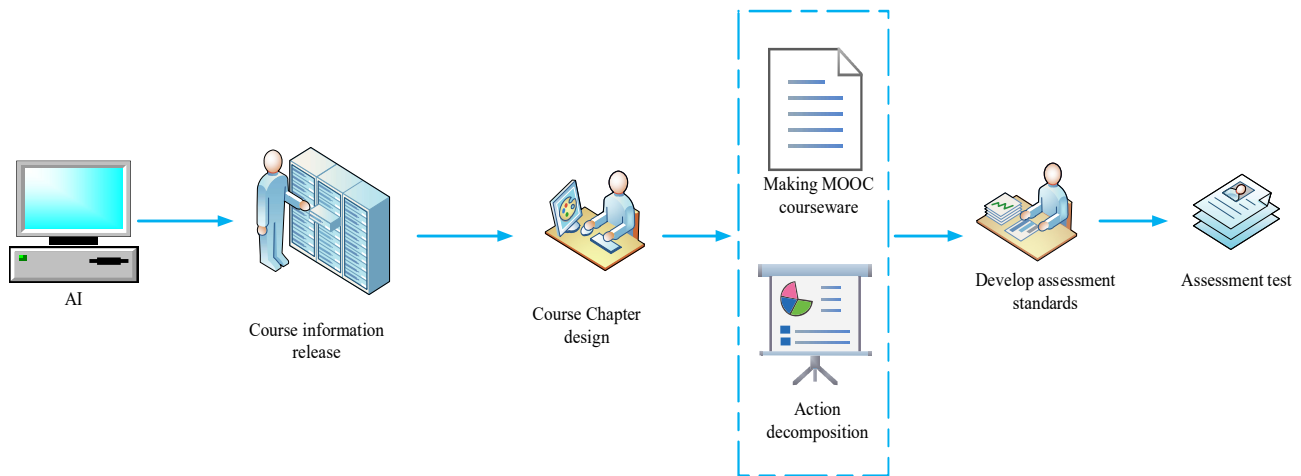 AI
Course information
release
Course Chapter
design
Making MOOC
courseware
Action
decomposition
Develop assessment
standards
Assessment test